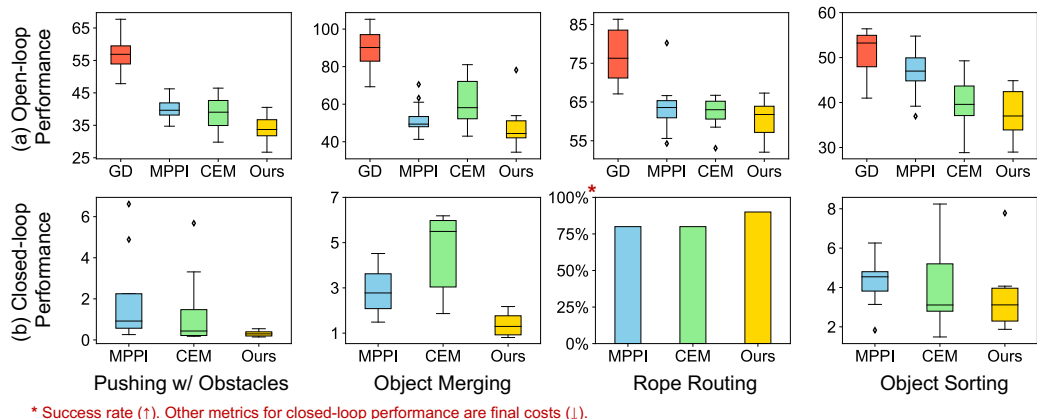 (a) Open-loop
Performance
65
55
45
35
25
GD MPPI CEM Ours
100
80
60
40
GD MPPI CEM Ours
85
75
65
55
GD MPPI CEM Ours
60
50
40
30
GD MPPI CEM Ours
(b) Closed-loop
Performance
6
4
2
0
MPPI CEM Ours
Pushing w/ Obstacles
7
5
3
1
MPPI CEM Ours
Object Merging
*
100%
75%
50%
25%
0%
MPPI CEM Ours
Rope Routing
8
6
4
2
MPPI CEM Ours
Object Sorting
* Success rate (↑). Other metrics for closed-loop performance are final costs (↓).